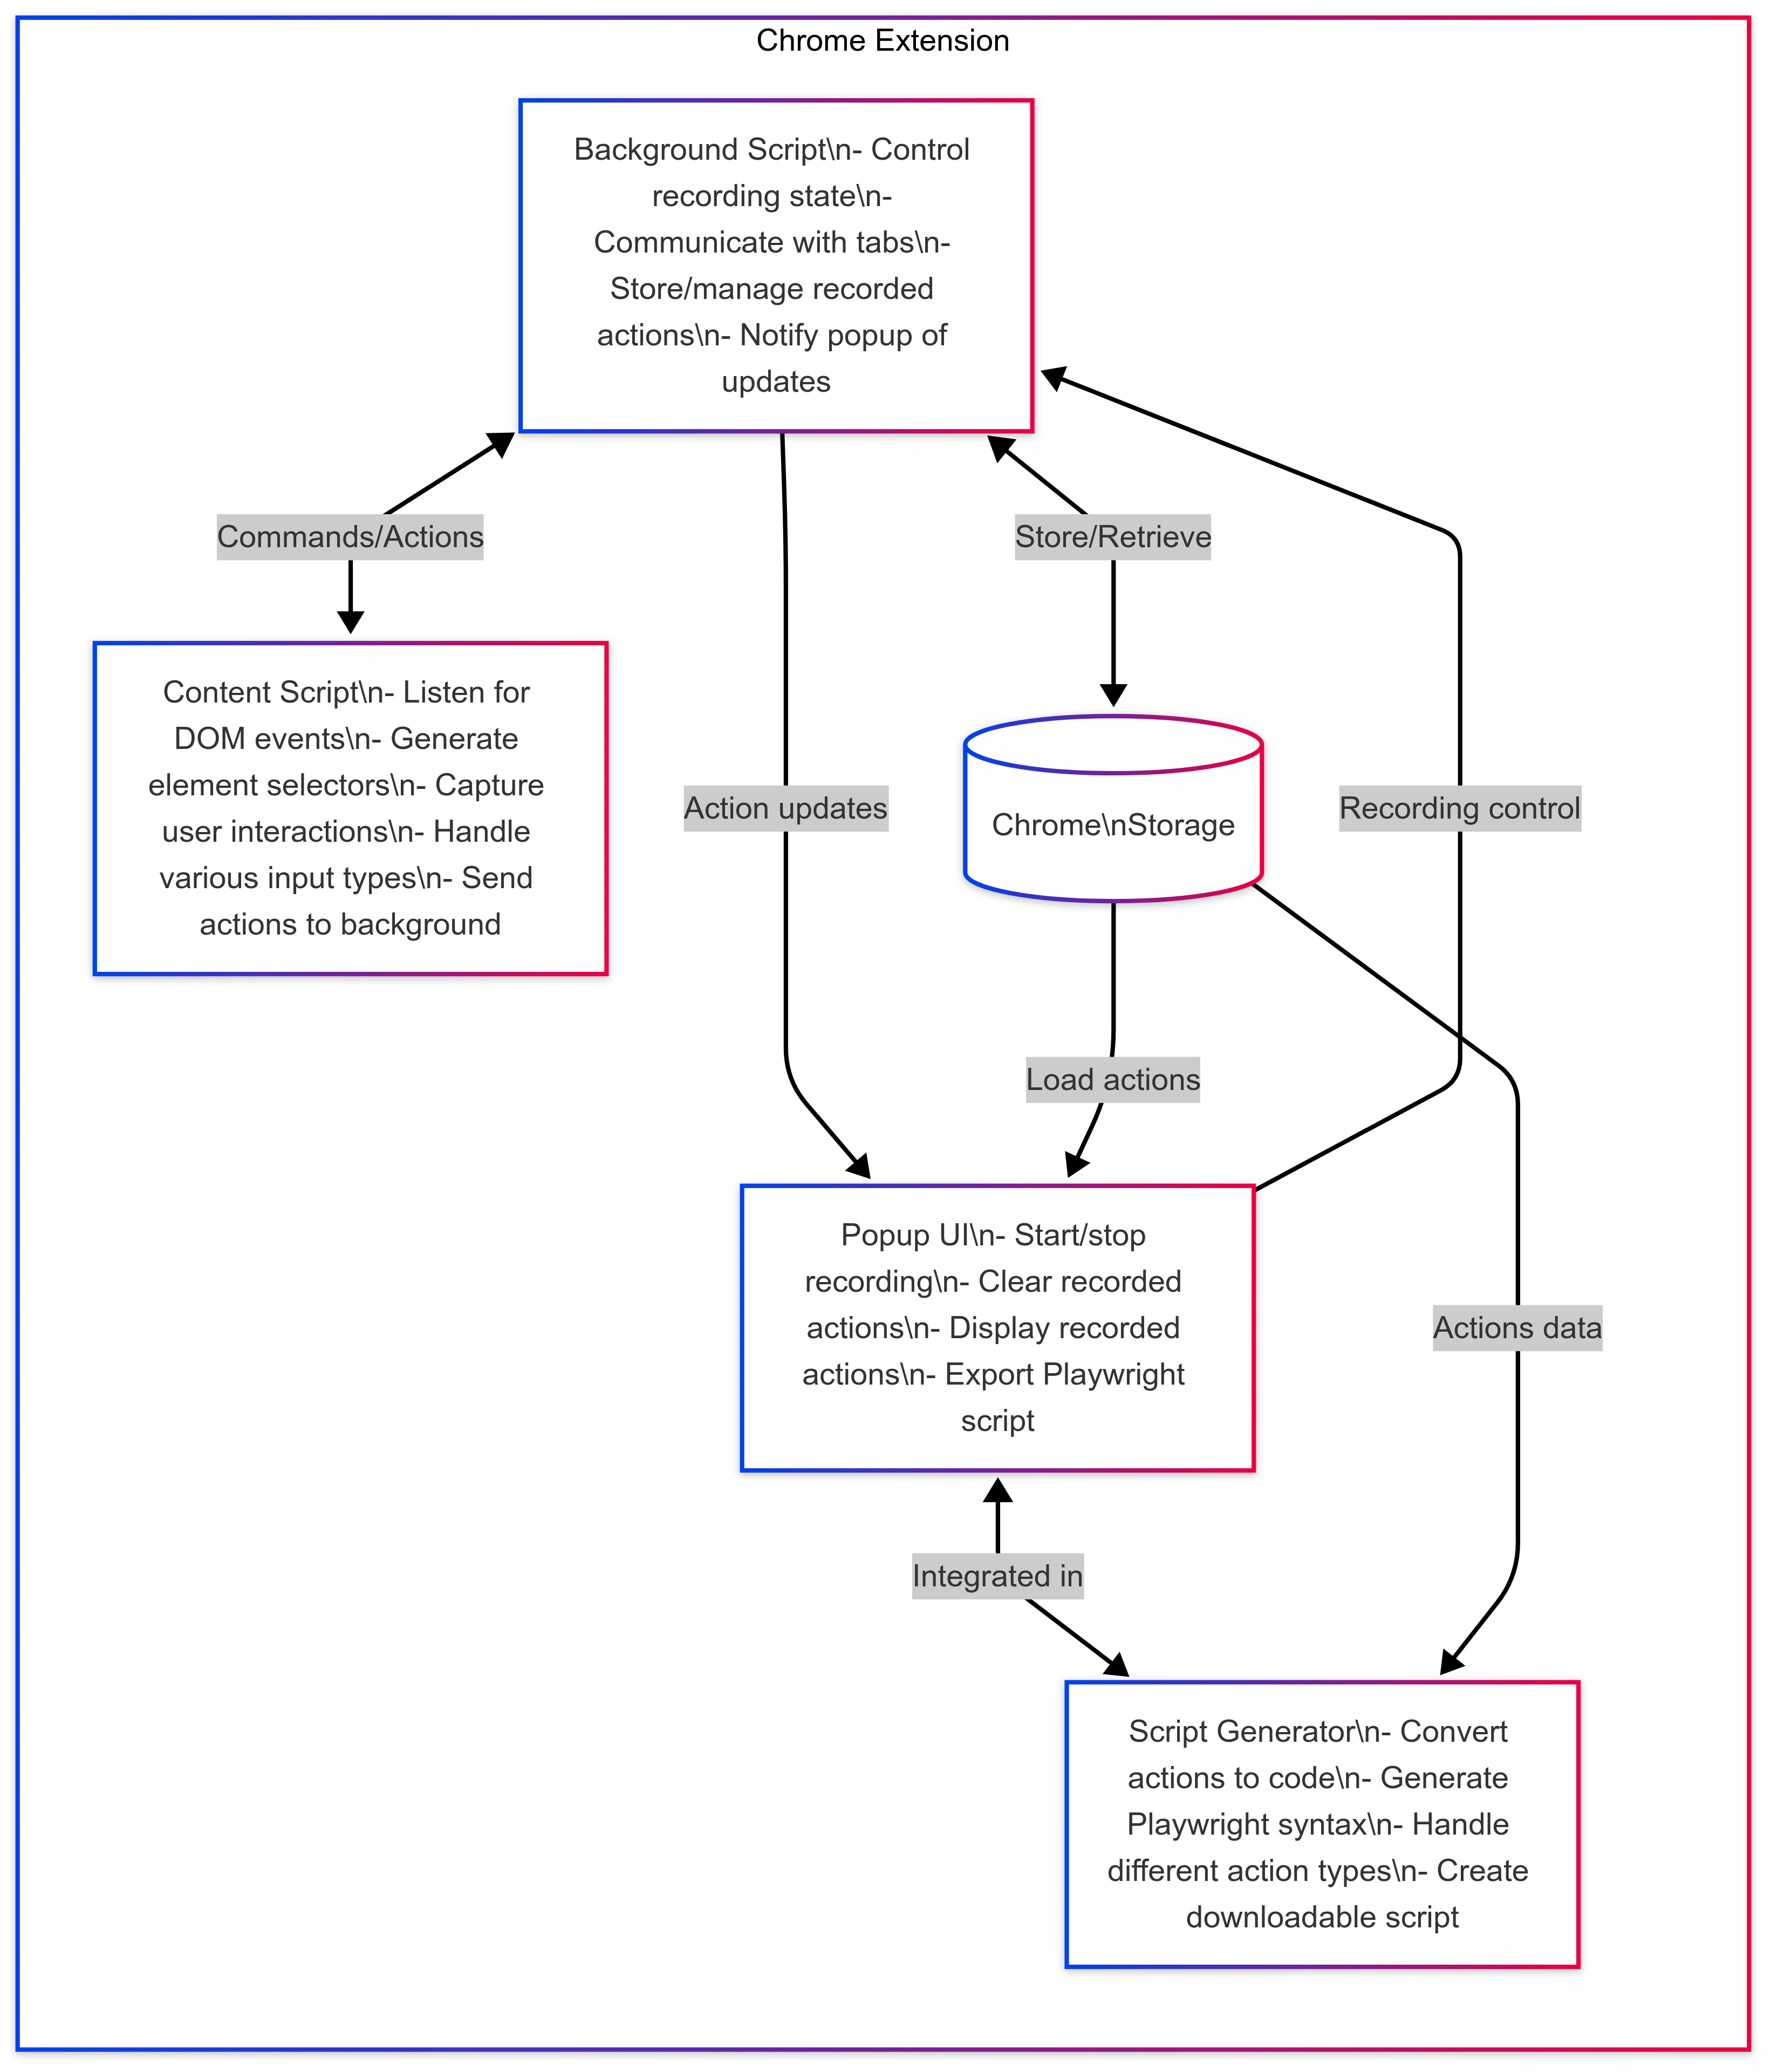 Chrome Extension
Background Script\n- Control
recording state\n-
Communicate with tabs\n-
Store/manage recorded
actions\n- Notify popup of
updates
Commands/Actions
Store/Retrieve
Content Script\n- Listen for
DOM events\n- Generate
element selectors\n- Capture
user interactions\n- Handle
various input types\n- Send
actions to background
Action updates
Chrome\nStorage
Recording control
Load actions
Popup UI\n- Start/stop
recording\n- Clear recorded
actions\n- Display recorded
actions\n- Export Playwright
script
Actions data
Integrated in
Script Generator\n- Convert
actions to code\n- Generate
Playwright syntax\n- Handle
different action types\n- Create
downloadable script